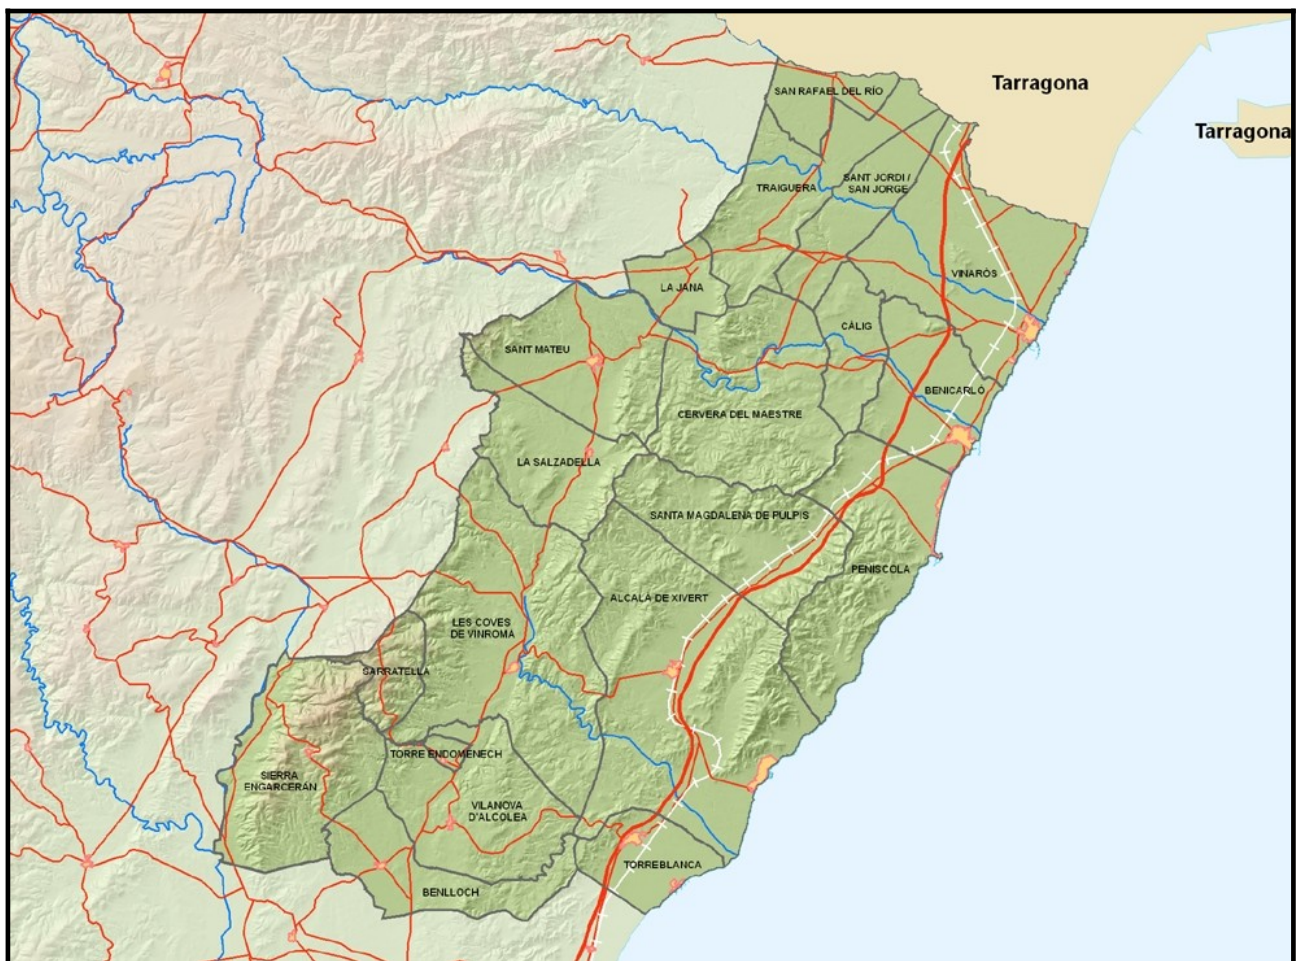 Tarragona
SAN RAFAEL DEL RÍO
Tarragona
TRAIGUERA
SANT JORDI /
SAN JORGE
VINARÒS
LA JANA
CÀLIG
SANT MATEU
BENICARLÓ
CERVERA DEL MAESTRE
LA SALZADELLA
SANTA MAGDALENA DE PULPIS
PENISCOLA
ALCALÀ DE XIVERT
LES COVES
DE VINROMA
SARRATELLA
TORRE ENDOMENECH
SIERRA
ENGARCERÁN
VILANOVA
D'ALCOLEA
TORREBLANCA
BENLLOCH